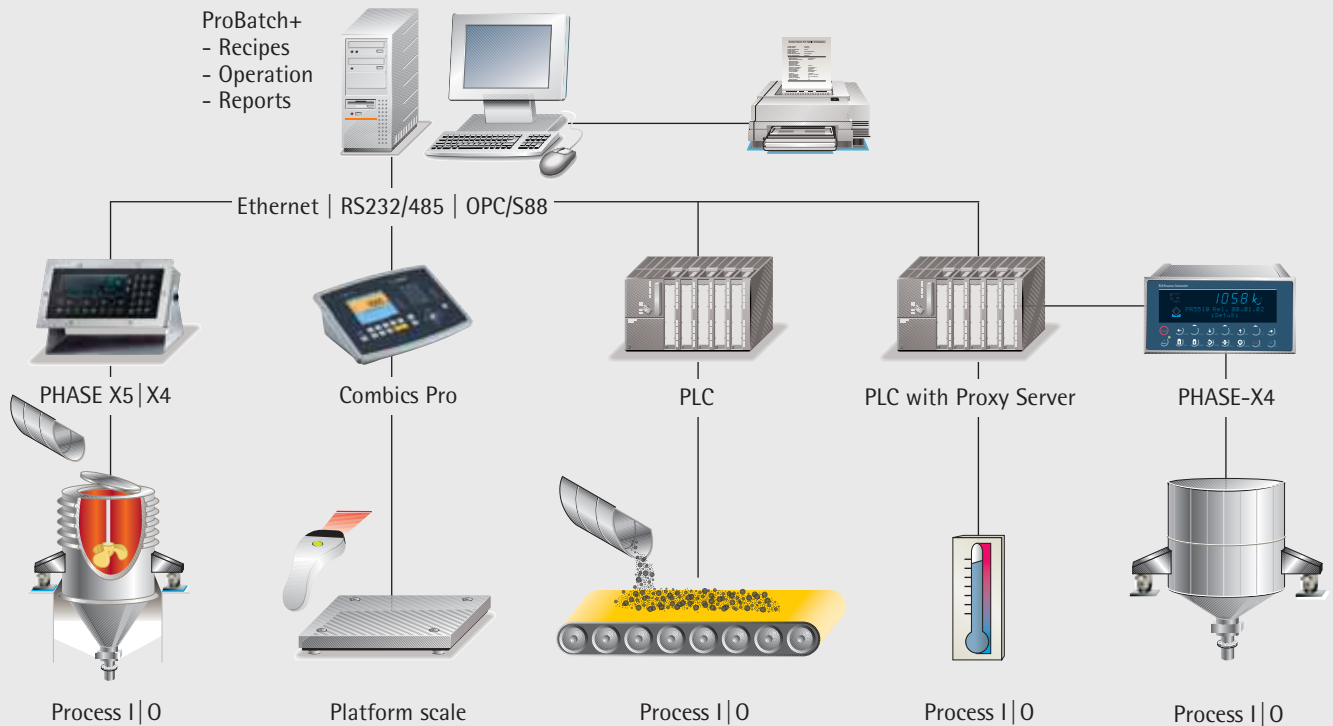 ProBatch+
- Recipes
- Operation
- Reports
Ethernet | RS232/485 | OPC/S88
1058 k
PHASE X5|X4
Combics Pro
PLC
PLC with Proxy Server
PHASE-X4
Process I|O
Platform scale
Process I|O
Process I|O
Process I|O